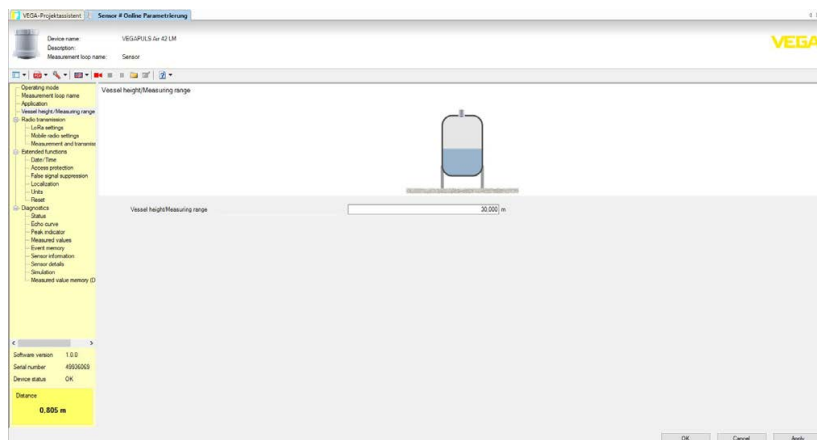 VEGA-Projektassistent
Sensor # Online Parametrierung
Device name: VEGAPULS Air 42 LM
Description:
Measurement loop name: Sensor
VEGA
Operating mode
Measurement loop name
Application
Vessel height/Measuring range
Radio transmission
LoRa settings
Mobile radio settings
Measurement and transmis
Extended functions
Date/Time
Access protection
False signal suppression
Localization
Units
Reset
Diagnostics
Status
Echo curve
Peak indicator
Measured values
Event memory
Sensor information
Sensor details
Simulation
Measured value memory (D
Vessel height/Measuring range
Vessel height/Measuring range 30,000 m
Software version 1.0.0
Serial number 49936069
Device status OK
Distance
0,805 m
OK Cancel Apply